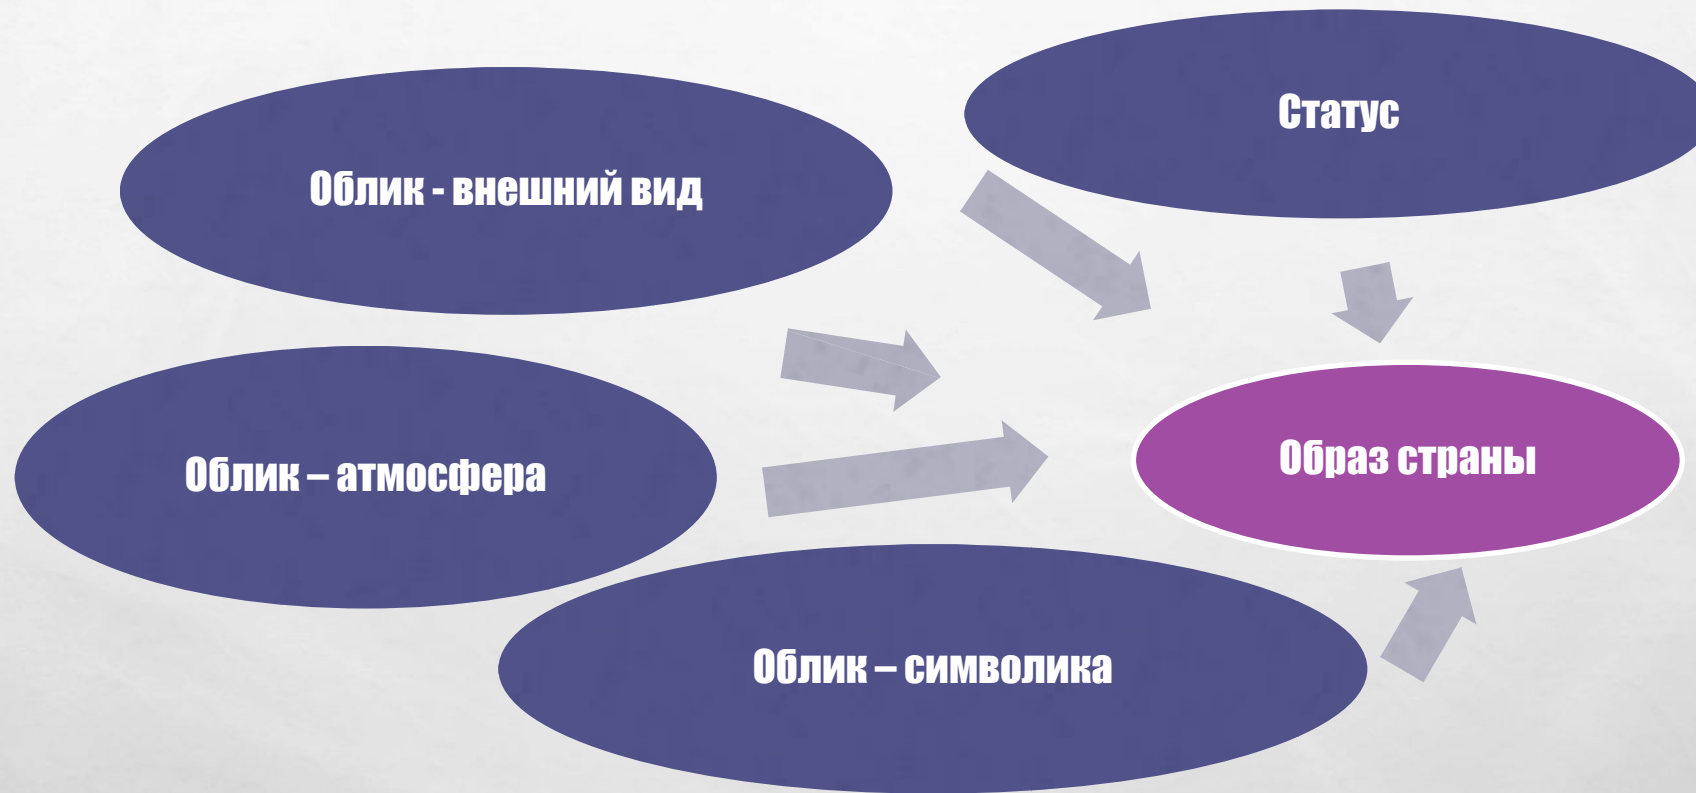 Статус
Облик - внешний вид
Образ страны
Облик – атмосфера
Облик – символика